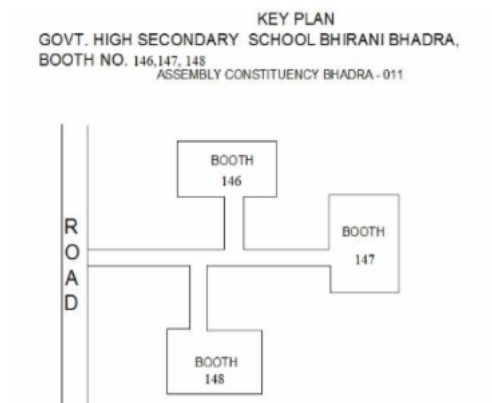 KEY PLAN
GOVT. HIGH SECONDARY SCHOOL BHIRANI BHADRA,
BOOTH NO. 146,147, 148
ASSEMBLY CONSTITUENCY BHADRA - 011
BOOTH
146
ROAD
BOOTH
147
BOOTH
148